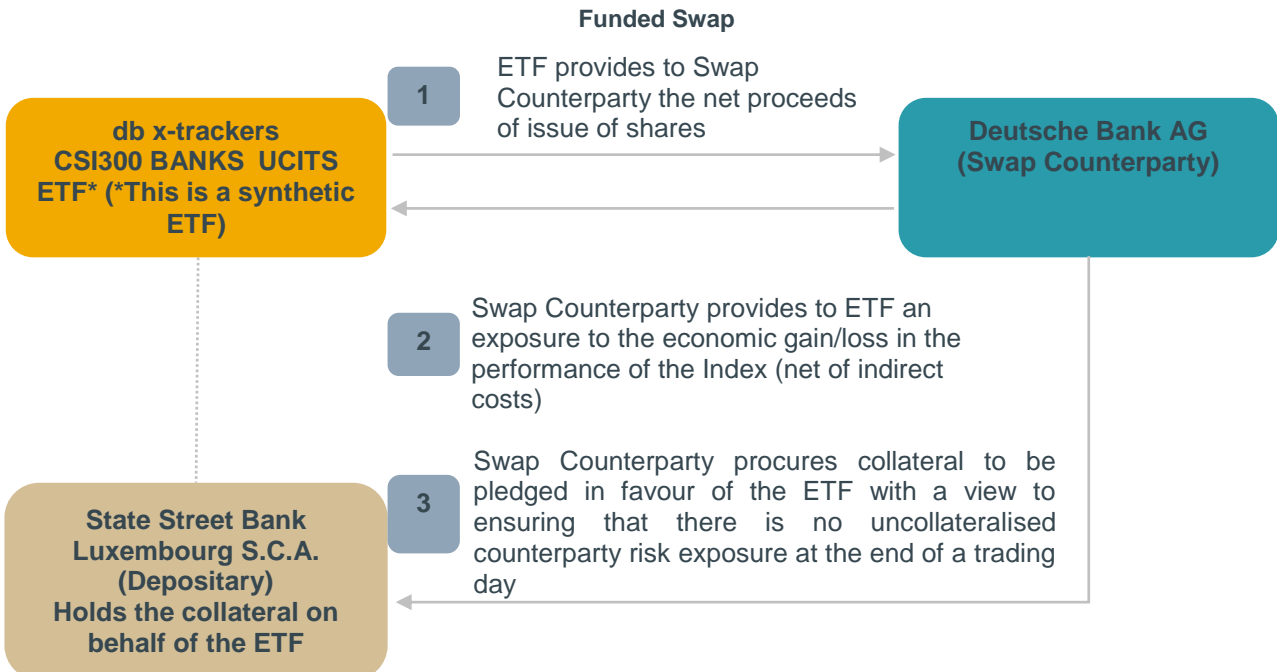 Funded Swap
1
ETF provides to Swap
Counterparty the net proceeds
of issue of shares
db x-trackers
CSI300 BANKS UCITS
ETF* (*This is a synthetic
ETF)
Deutsche Bank AG
(Swap Counterparty)
2
Swap Counterparty provides to ETF an
exposure to the economic gain/loss in the
performance of the Index (net of indirect
costs)
3
Swap Counterparty procures collateral to be
pledged in favour of the ETF with a view to
ensuring that there is no uncollateralised
counterparty risk exposure at the end of a trading
day
State Street Bank
Luxembourg S.C.A.
(Depositary)
Holds the collateral on
behalf of the ETF